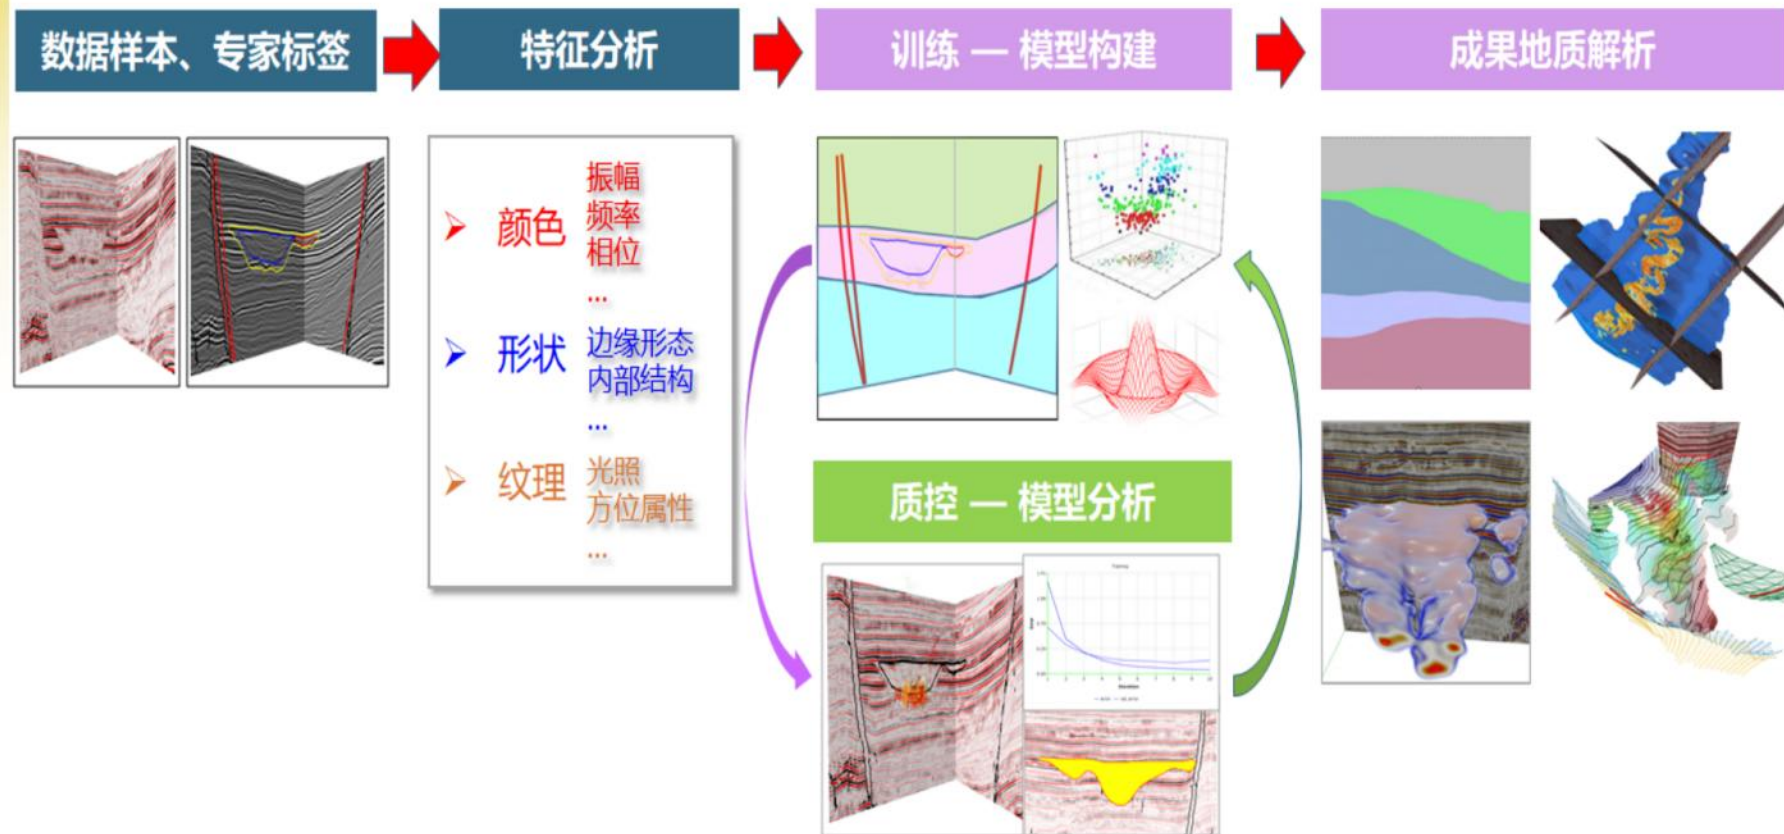 数据样本、专家标签
特征分析
训练 — 模型构建
成果地质解析
颜色
振幅
频率
相位
...
形状
边缘形态
内部结构
...
纹理
光照
方位属性
...
质控 — 模型分析
Training